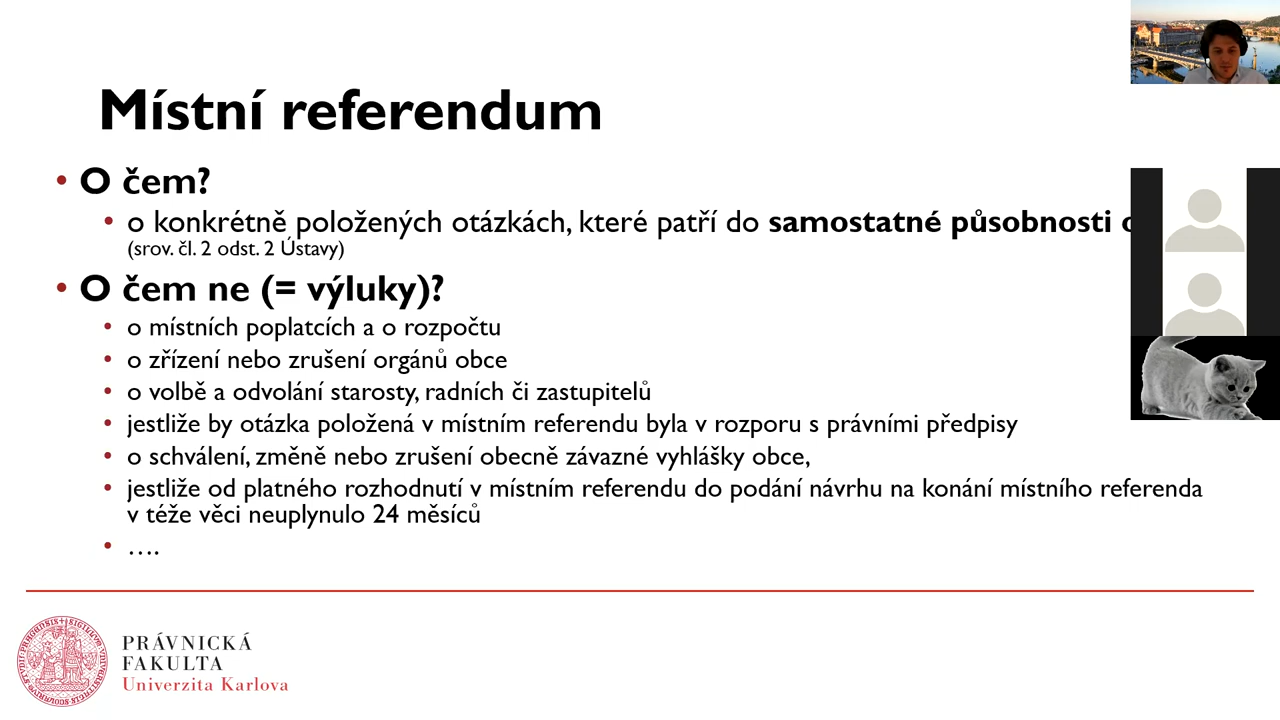 Místní referendum
• O čem?
• o konkrétně položených otázkách, které patří do samostatné působnosti
(srov. čl. 2 odst. 2 Ústavy)
• O čem ne (= výluky)?
• o místních poplatcích a o rozpočtu
• o zřízení nebo zrušení orgánů obce
• o volbě a odvolání starosty, radních či zastupitelů
• jestliže by otázka položená v místním referendu byla v rozporu s právními předpisy
• o schválení, změně nebo zrušení obecně závazné vyhlášky obce,
• jestliže od platného rozhodnutí v místním referendu do podání návrhu na konání místního referenda
v téže věci neuplynulo 24 měsíců
• ….
PRÁVNICKÁ
FAKULTA
Univerzita Karlova